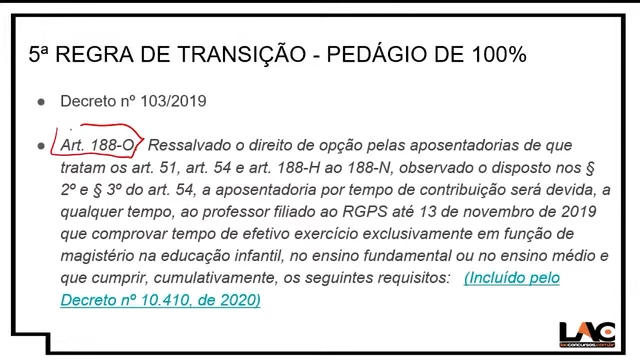 5ª REGRA DE TRANSIÇÃO - PEDÁGIO DE 100%
● Decreto nº 103/2019
● Art. 188-O. Ressalvado o direito de opção pelas aposentadorias de que
tratam os art. 51, art. 54 e art. 188-H ao 188-N, observado o disposto nos §
2º e § 3º do art. 54, a aposentadoria por tempo de contribuição será devida, a
qualquer tempo, ao professor filiado ao RGPS até 13 de novembro de 2019
que comprovar tempo de efetivo exercício exclusivamente em função de
magistério na educação infantil, no ensino fundamental ou no ensino médio e
que cumprir, cumulativamente, os seguintes requisitos: (Incluído pelo
Decreto nº 10.410, de 2020)
LAC
lacconcursos.com.br